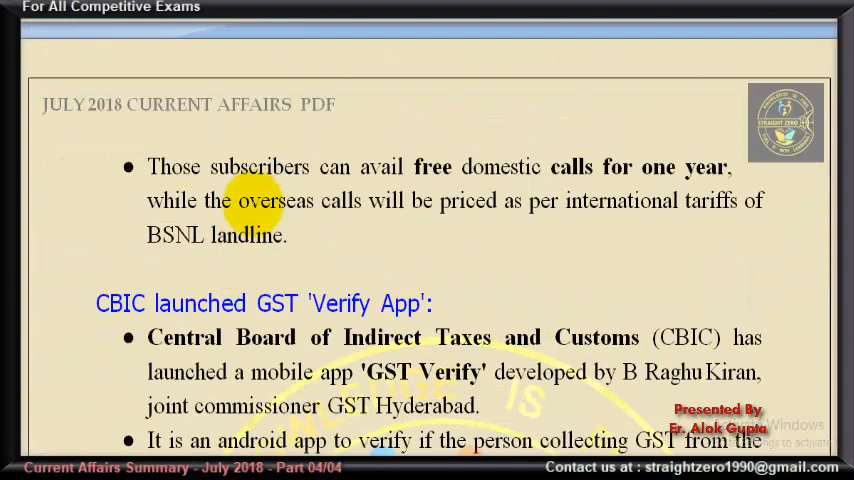 For All Competitive Exams
JULY 2018 CURRENT AFFAIRS PDF
STRAIGHT ZERO
● Those subscribers can avail free domestic calls for one year,
while the overseas calls will be priced as per international tariffs of
BSNL landline.
CBIC launched GST 'Verify App':
● Central Board of Indirect Taxes and Customs (CBIC) has
launched a mobile app 'GST Verify' developed by B Raghu Kiran,
joint commissioner GST Hyderabad.
● It is an android app to verify if the person collecting GST from the
Presented By
Er. Alok Gupta
Current Affairs Summary - July 2018 - Part 04/04
Contact us at : straightzero1990@gmail.com